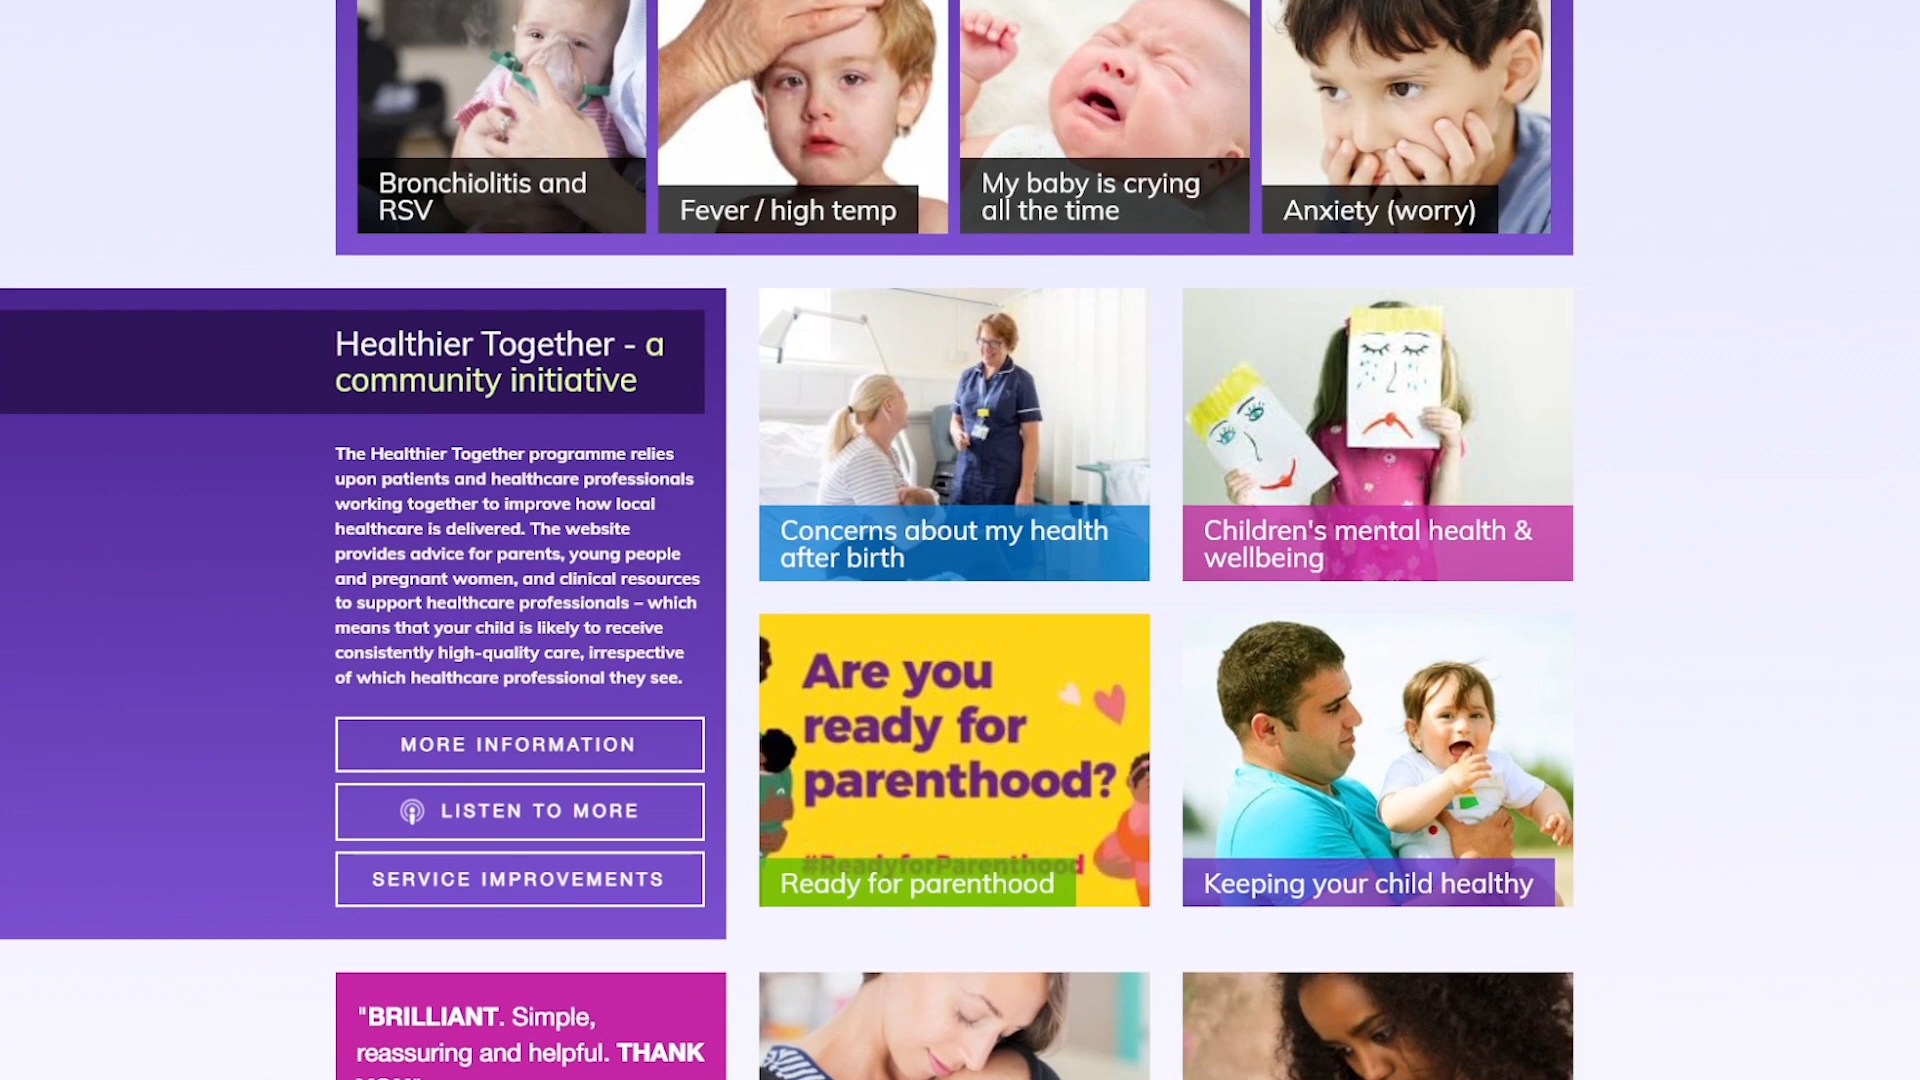 Bronchiolitis and
RSV
Fever / high temp
My baby is crying
all the time
Anxiety (worry)
Healthier Together - a
community initiative
The Healthier Together programme relies
upon patients and healthcare professionals
working together to improve how local
healthcare is delivered. The website
provides advice for parents, young people
and pregnant women, and clinical resources
to support healthcare professionals – which
means that your child is likely to receive
consistently high-quality care, irrespective
of which healthcare professional they see.
MORE INFORMATION
LISTEN TO MORE
SERVICE IMPROVEMENTS
Concerns about my health
after birth
Children's mental health &
wellbeing
Are you
ready for
parenthood?
#ReadyforParenthood
Ready for parenthood
Keeping your child healthy
"BRILLIANT. Simple,
reassuring and helpful. THANK